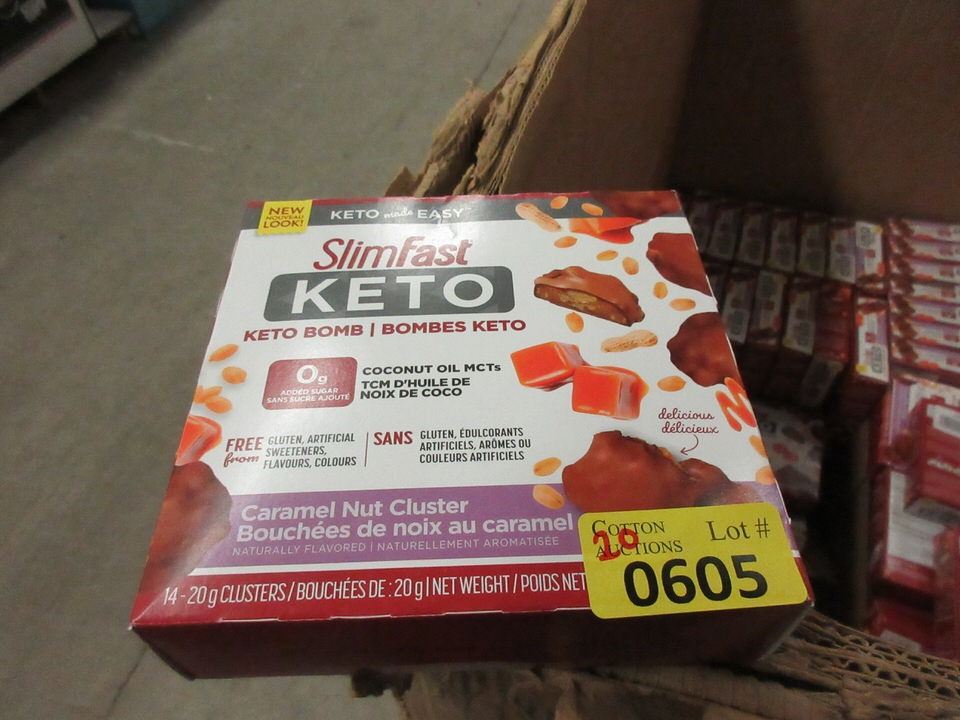 NEW
NOUVEAU
LOOK!
KETO made EASY™
SlimFast
KETO
KETO BOMB | BOMBES KETO
0g
ADDED SUGAR
SANS SUCRE AJOUTÉ
COCONUT OIL MCTs
TCM D'HUILE DE
NOIX DE COCO
delicious
délicieux
FREE from
GLUTEN, ARTIFICIAL
SWEETENERS,
FLAVOURS, COLOURS
SANS
GLUTEN, ÉDULCORANTS
ARTIFICIELS, ARÔMES OU
COULEURS ARTIFICIELS
Caramel Nut Cluster
Bouchées de noix au caramel
NATURALLY FLAVORED | NATURELLEMENT AROMATISÉE
14 - 20 g CLUSTERS / BOUCHÉES DE : 20 g | NET WEIGHT / POIDS NET
COTTON
AUCTIONS
Lot #
0605
20